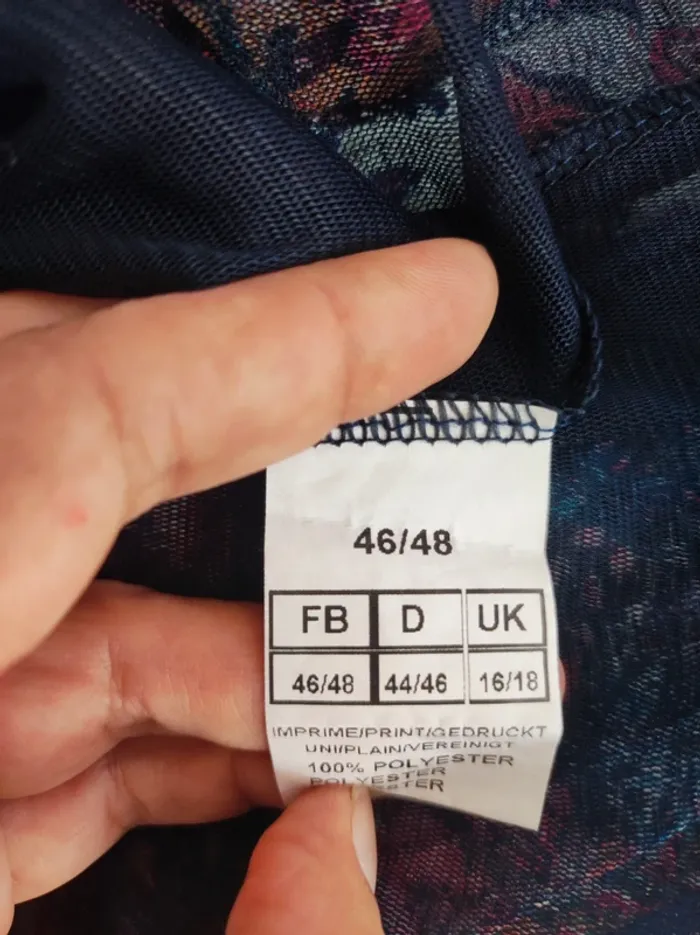 46/48
FB D UK
46/48 44/46 16/18
IMPRIME/PRINT/GEDRUCKT
UNI/PLAIN/VEREINIGT
100% POLYESTER
POLYESTER